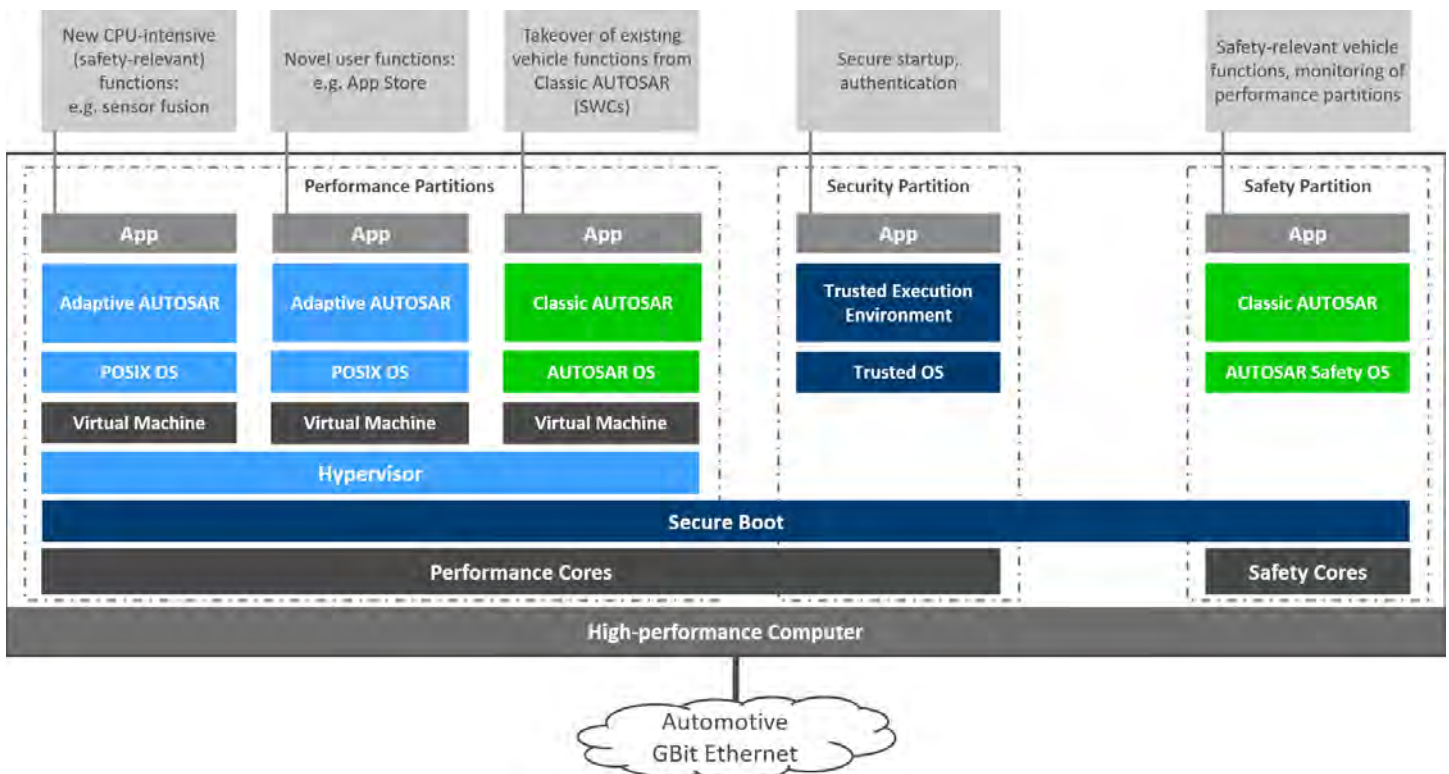 New CPU-intensive
(safety-relevant)
functions:
e.g. sensor fusion
Novel user functions:
e.g. App Store
Takeover of existing
vehicle functions from
Classic AUTOSAR
(SWCs)
Secure startup,
authentication
Safety-relevant vehicle
functions, monitoring of
performance partitions
Performance Partitions
Security Partition
Safety Partition
App
App
App
App
App
Adaptive AUTOSAR
Adaptive AUTOSAR
Classic AUTOSAR
Trusted Execution
Environment
Classic AUTOSAR
POSIX OS
POSIX OS
AUTOSAR OS
Trusted OS
AUTOSAR Safety OS
Virtual Machine
Virtual Machine
Virtual Machine
Hypervisor
Secure Boot
Performance Cores
Safety Cores
High-performance Computer
Automotive
GBit Ethernet